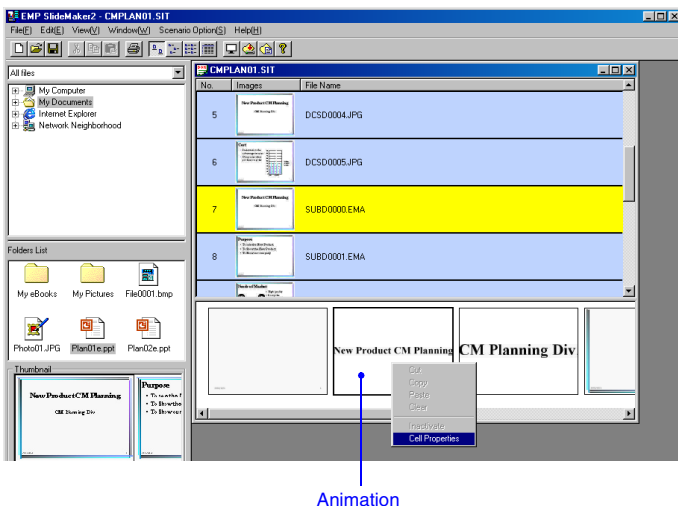 EMP SlideMaker2 - CMPLAN01.SIT
File(F) Edit(E) View(V) Window(W) Scenario Option(S) Help(H)
All files
My Computer
My Documents
Internet Explorer
Network Neighborhood
Folders List
My eBooks My Pictures File0001.bmp
Photo01.JPG Plan01e.ppt Plan02e.ppt
Thumbnail
New Product CM Planning
CM Planning Div
Purpose
CMPLAN01.SIT
No. Images File Name
5 New Product CM Planning DCSD0004.JPG
6 Cost DCSD0005.JPG
7 New Product CM Planning SUBD0000.EMA
8 Purpose SUBD0001.EMA
New Product CM Planning CM Planning Div
Cut
Copy
Paste
Clear
Inactivate
Cell Properties
Animation